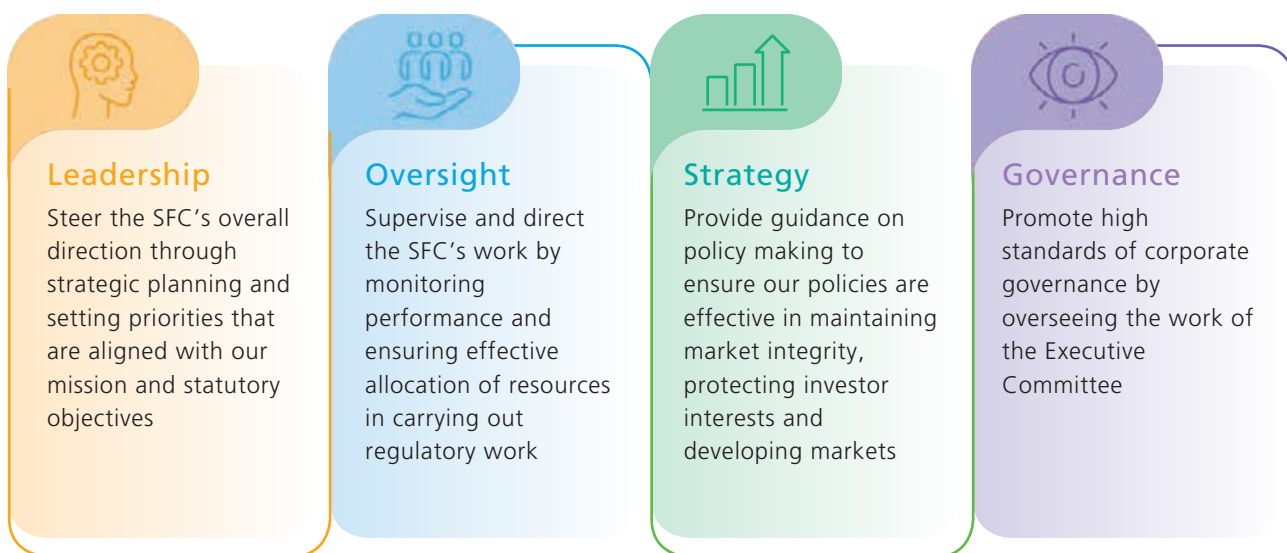 Leadership
Steer the SFC’s overall
direction through
strategic planning and
setting priorities that
are aligned with our
mission and statutory
objectives
Oversight
Supervise and direct
the SFC’s work by
monitoring
performance and
ensuring effective
allocation of resources
in carrying out
regulatory work
Strategy
Provide guidance on
policy making to
ensure our policies are
effective in maintaining
market integrity,
protecting investor
interests and
developing markets
Governance
Promote high
standards of corporate
governance by
overseeing the work of
the Executive
Committee